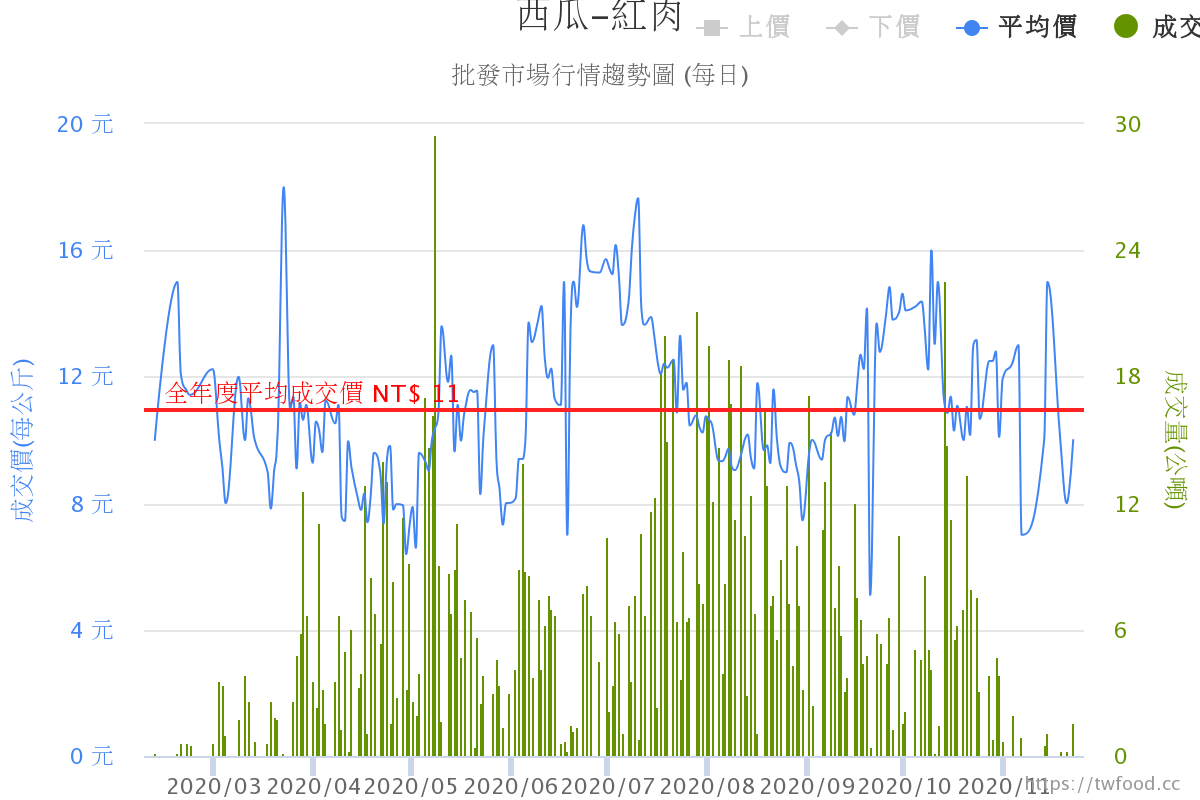 西瓜-紅肉
上價 下價 平均價 成交
批發市場行情趨勢圖 (每日)
20 元
16 元
12 元
8 元
4 元
0 元
成交價(每公斤)
全年度平均成交價 NT$ 11
30
24
18
12
6
0
成交量(公噸)
2020/03 2020/04 2020/05 2020/06 2020/07 2020/08 2020/09 2020/10 2020/11
https://twfood.cc